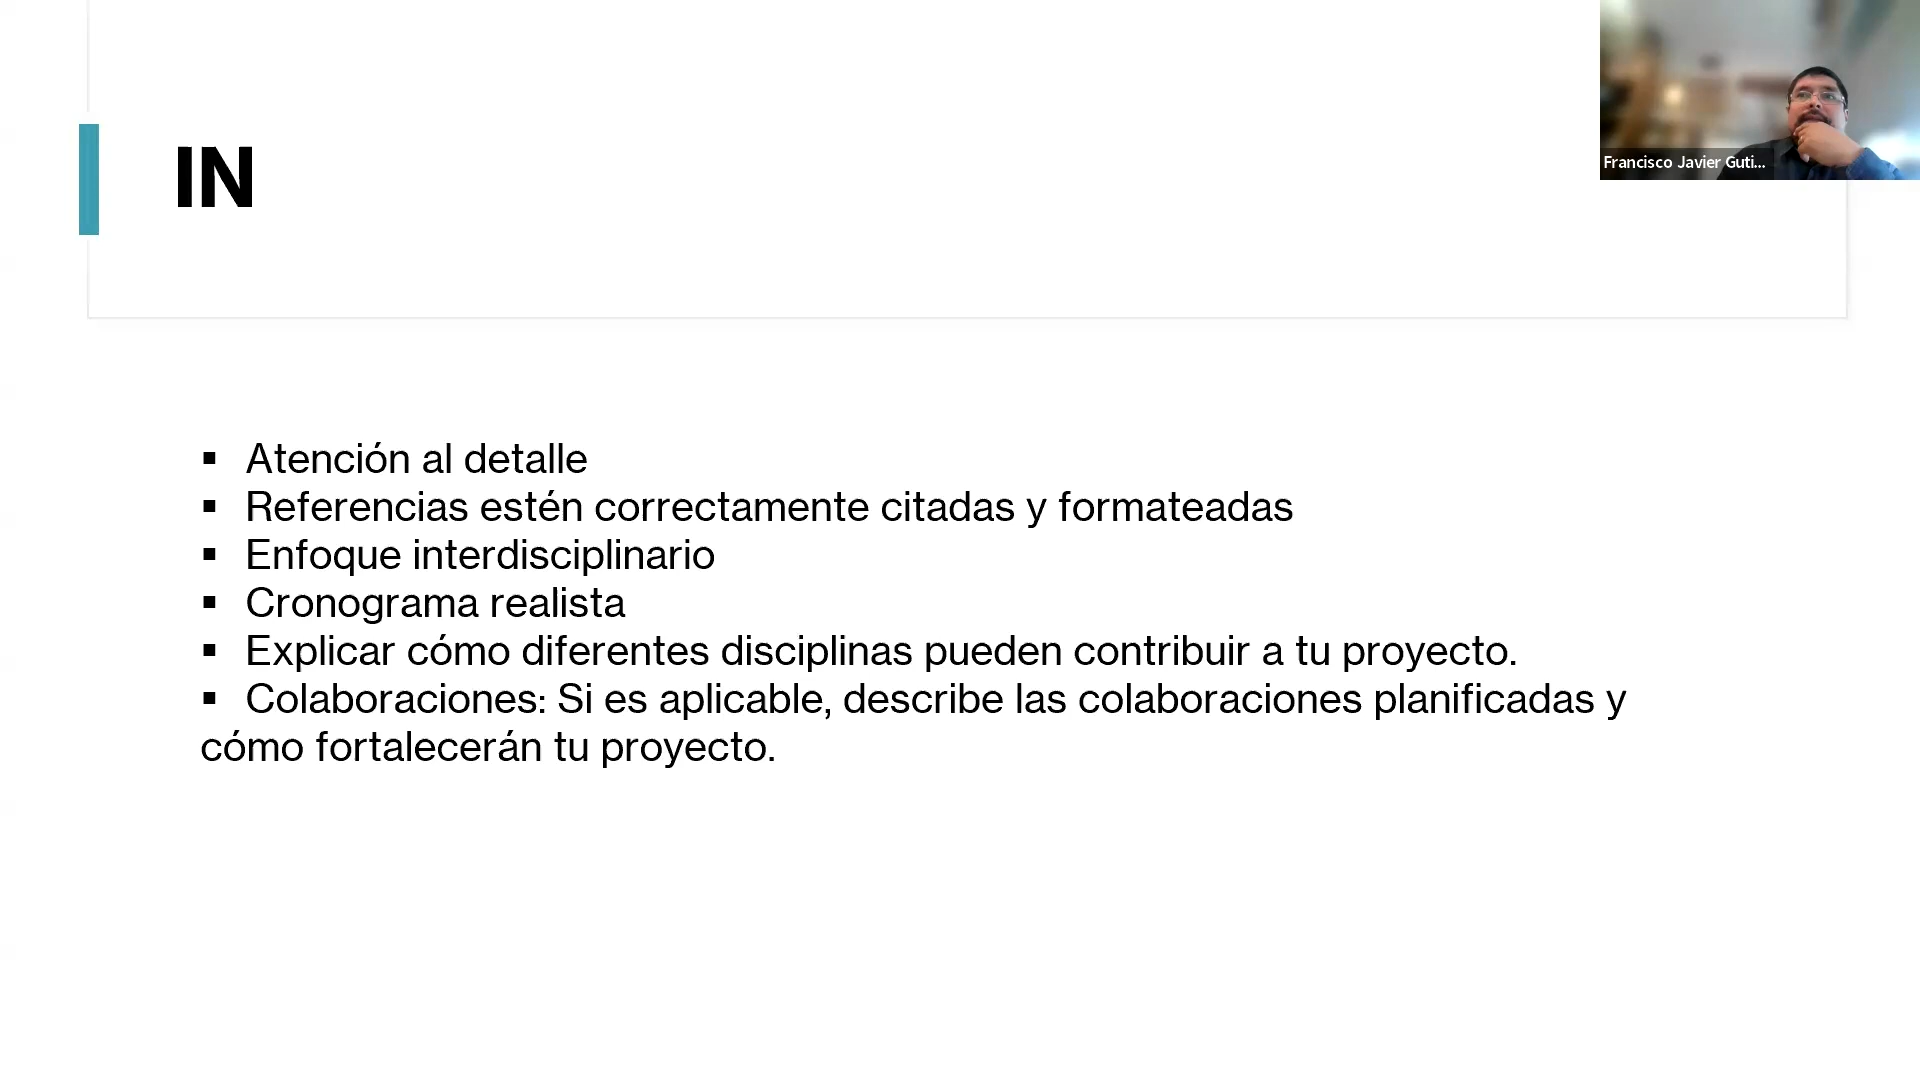 IN
Francisco Javier Guti...
▪ Atención al detalle
▪ Referencias estén correctamente citadas y formateadas
▪ Enfoque interdisciplinario
▪ Cronograma realista
▪ Explicar cómo diferentes disciplinas pueden contribuir a tu proyecto.
▪ Colaboraciones: Si es aplicable, describe las colaboraciones planificadas y
cómo fortalecerán tu proyecto.